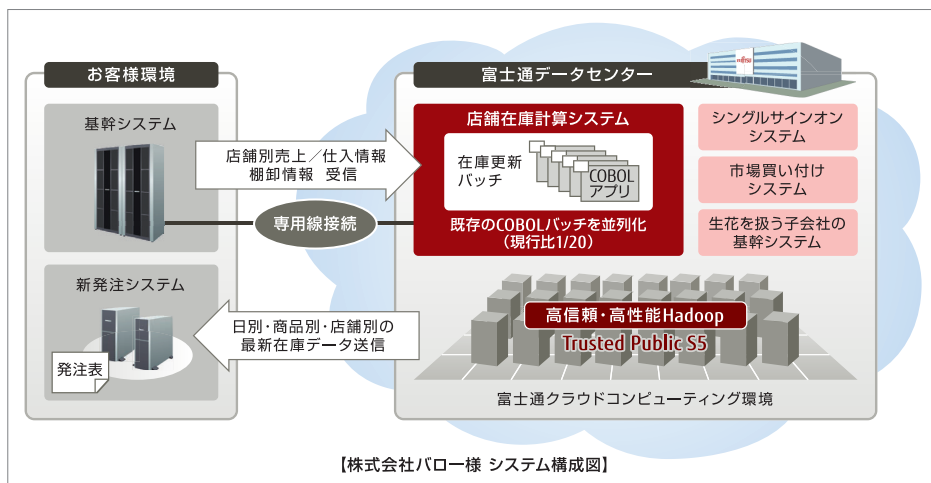 お客様環境
基幹システム
新発注システム
発注表
店舗別売上／仕入情報
棚卸情報 受信
専用線接続
日別・商品別・店舗別の
最新在庫データ送信
富士通データセンター
FUJITSU
店舗在庫計算システム
在庫更新
バッチ
COBOL
アプリ
既存のCOBOLバッチを並列化
（現行比1/20）
シングルサインオン
システム
市場買い付け
システム
生花を扱う子会社の
基幹システム
高信頼・高性能Hadoop
Trusted Public S5
富士通クラウドコンピューティング環境
【株式会社バロー様 システム構成図】